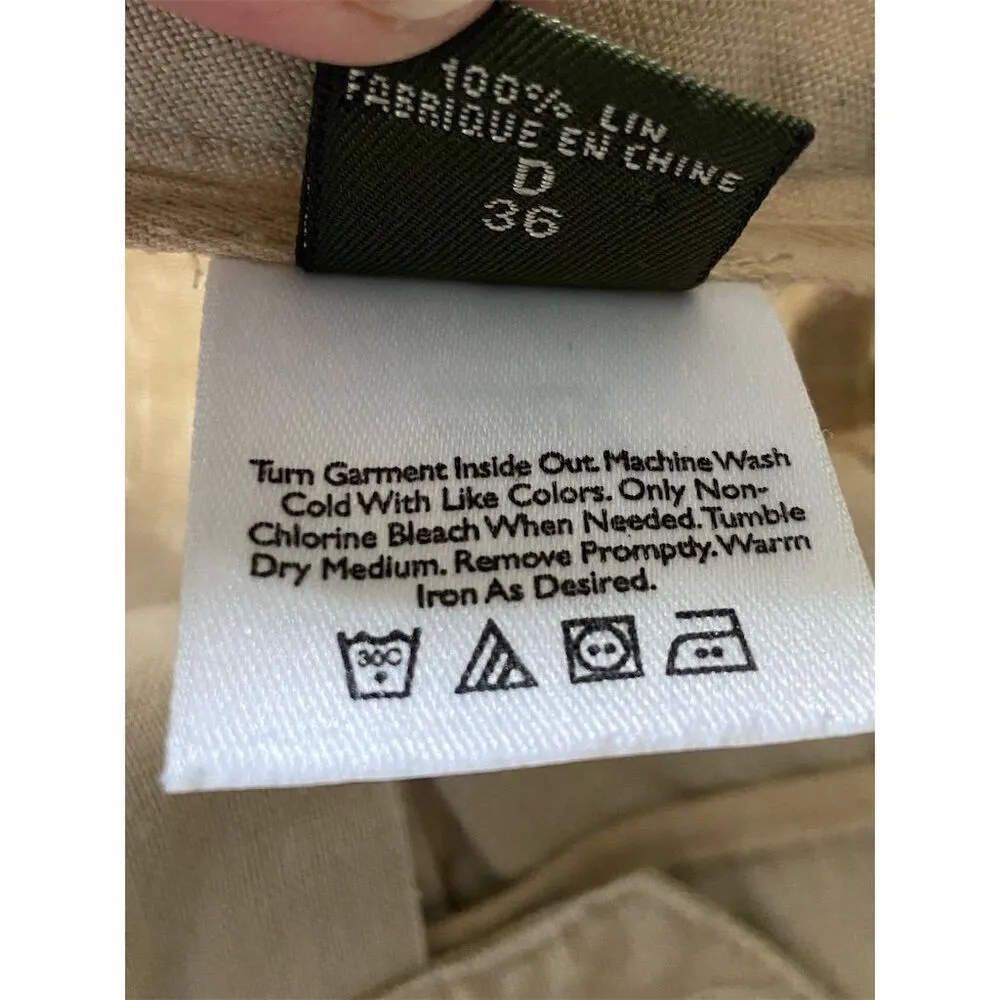 100% LIN
FABRIQUE EN CHINE
D
36
Turn Garment Inside Out. Machine Wash
Cold With Like Colors. Only Non-
Chlorine Bleach When Needed. Tumble
Dry Medium. Remove Promptly. Warm
Iron As Desired.
30C